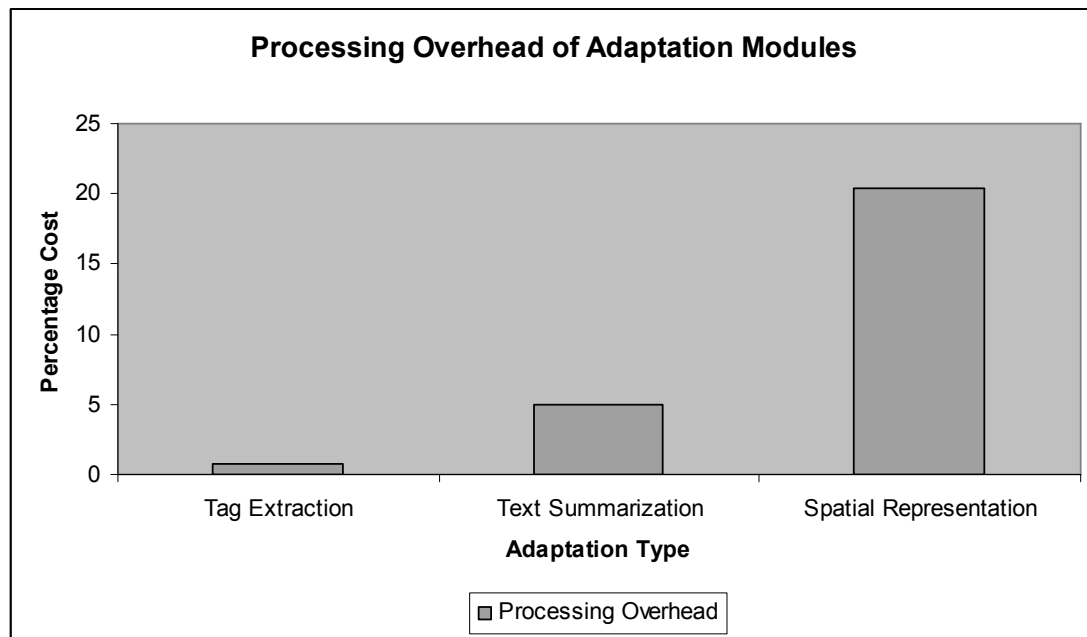 Processing Overhead of Adaptation Modules
25
20
15
10
5
0
Percentage Cost
Tag Extraction
Text Summarization
Spatial Representation
Adaptation Type
Processing Overhead